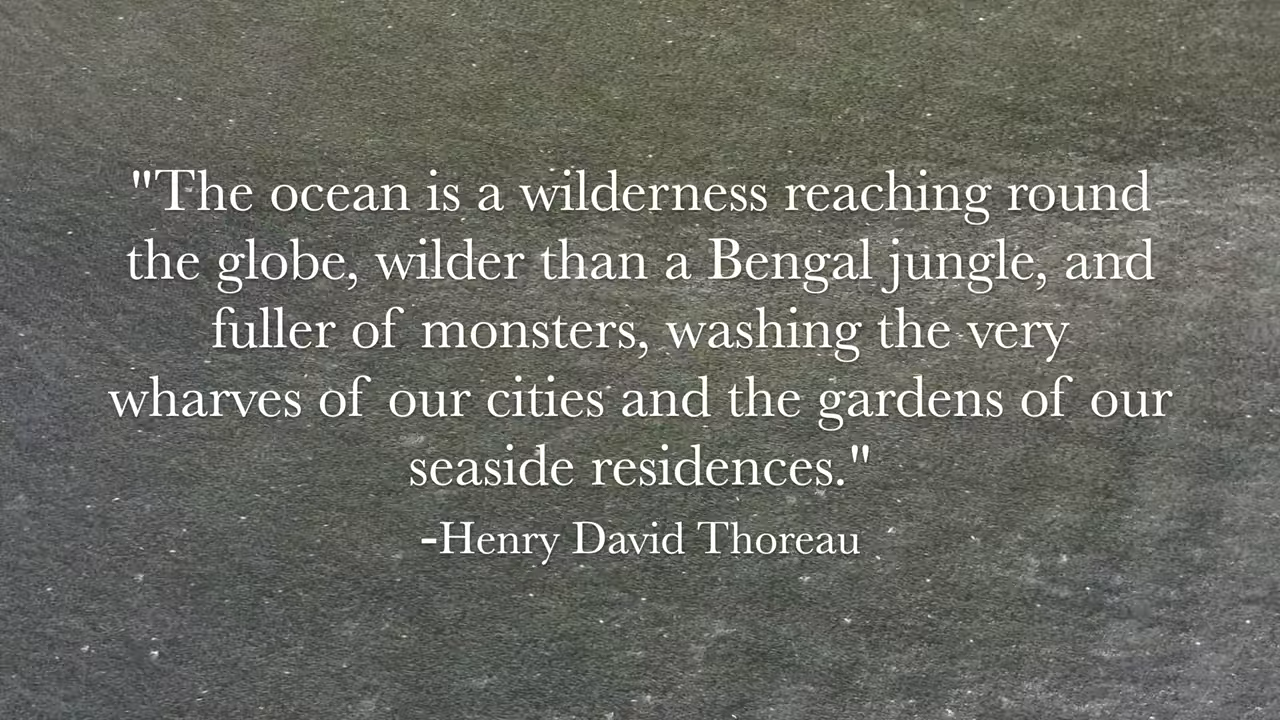 "The ocean is a wilderness reaching round
the globe, wilder than a Bengal jungle, and
fuller of monsters, washing the very
wharves of our cities and the gardens of our
seaside residences."
-Henry David Thoreau